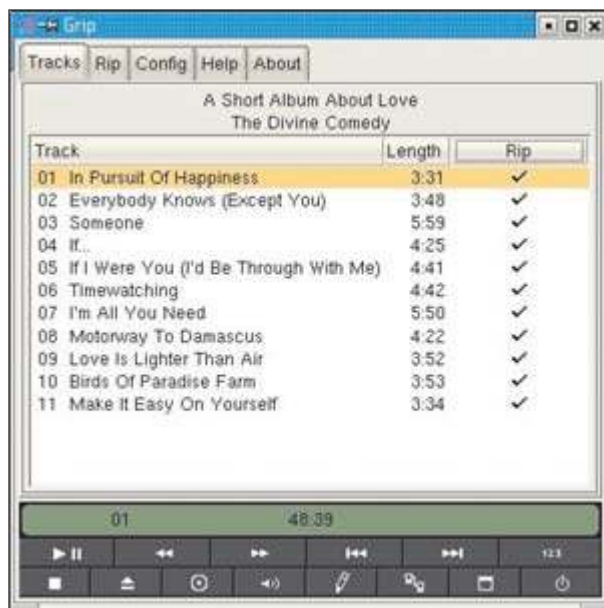 Grip
Tracks Rip Config Help About
A Short Album About Love
The Divine Comedy
Track Length Rip
01 In Pursuit Of Happiness 3:31
02 Everybody Knows (Except You) 3:48
03 Someone 5:59
04 If... 4:25
05 If I Were You (I'd Be Through With Me) 4:41
06 Timewatching 4:42
07 I'm All You Need 5:50
08 Motorway To Damascus 4:22
09 Love Is Lighter Than Air 3:52
10 Birds Of Paradise Farm 3:53
11 Make It Easy On Yourself 3:34
01 48:39
123